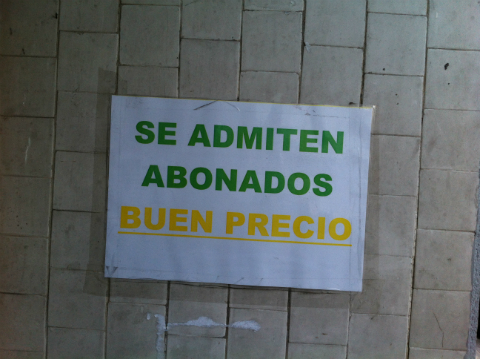 SE ADMITEN
ABONADOS
BUEN PRECIO